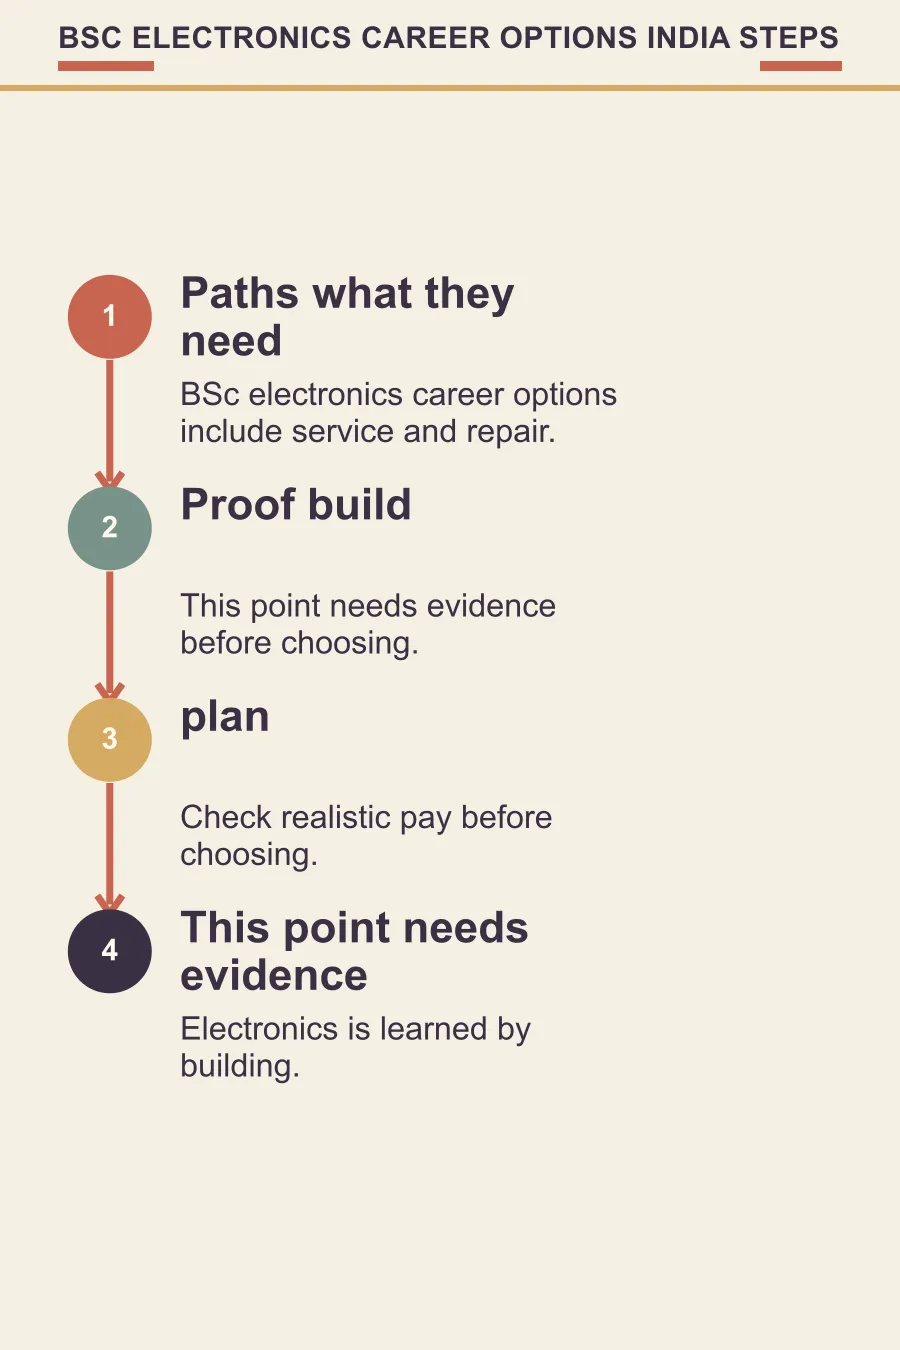 BSC ELECTRONICS CAREER OPTIONS INDIA STEPS
1
Paths what they
need
BSc electronics career options
include service and repair.
2
Proof build
This point needs evidence
before choosing.
3
plan
Check realistic pay before
choosing.
4
This point needs
evidence
Electronics is learned by
building.